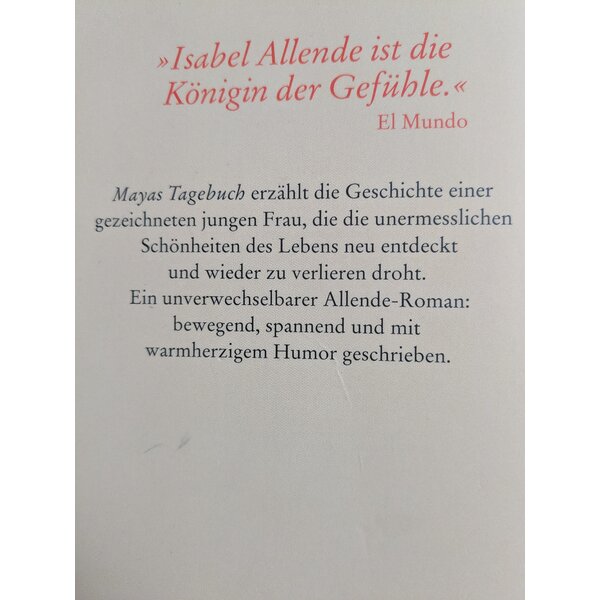 »Isabel Allende ist die
Königin der Gefühle.«
El Mundo
Mayas Tagebuch erzählt die Geschichte einer
gezeichneten jungen Frau, die die unermesslichen
Schönheiten des Lebens neu entdeckt
und wieder zu verlieren droht.
Ein unverwechselbarer Allende-Roman:
bewegend, spannend und mit
warmherzigem Humor geschrieben.